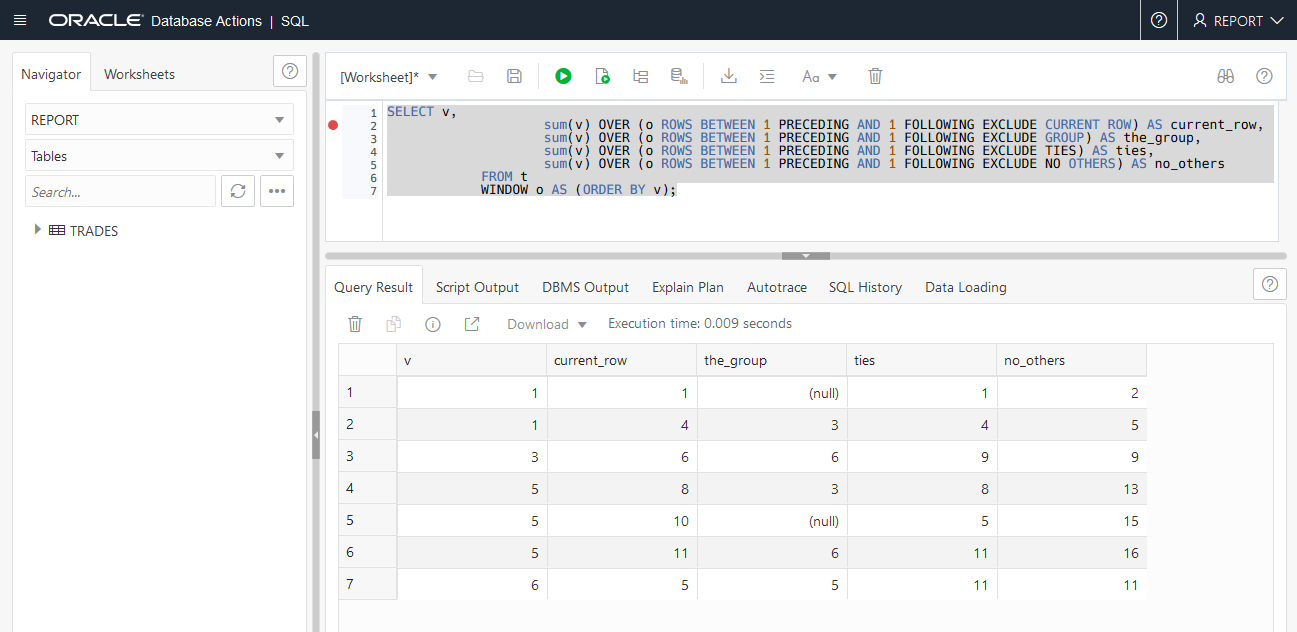 ORACLE Database Actions | SQL
REPORT
Navigator
Worksheets
REPORT
Tables
Search...
TRADES
[Worksheet]*
Aa
1 SELECT v,
2 sum(v) OVER (o ROWS BETWEEN 1 PRECEDING AND 1 FOLLOWING EXCLUDE CURRENT ROW) AS current_row,
3 sum(v) OVER (o ROWS BETWEEN 1 PRECEDING AND 1 FOLLOWING EXCLUDE GROUP) AS the_group,
4 sum(v) OVER (o ROWS BETWEEN 1 PRECEDING AND 1 FOLLOWING EXCLUDE TIES) AS ties,
5 sum(v) OVER (o ROWS BETWEEN 1 PRECEDING AND 1 FOLLOWING EXCLUDE NO OTHERS) AS no_others
6 FROM t
7 WINDOW o AS (ORDER BY v);
Query Result Script Output DBMS Output Explain Plan Autotrace SQL History Data Loading
Download Execution time: 0.009 seconds
v current_row the_group ties no_others
1 1 1 (null) 1 2
2 1 4 3 4 5
3 3 6 6 9 9
4 5 8 3 8 13
5 5 10 (null) 5 15
6 5 11 6 11 16
7 6 5 5 11 11